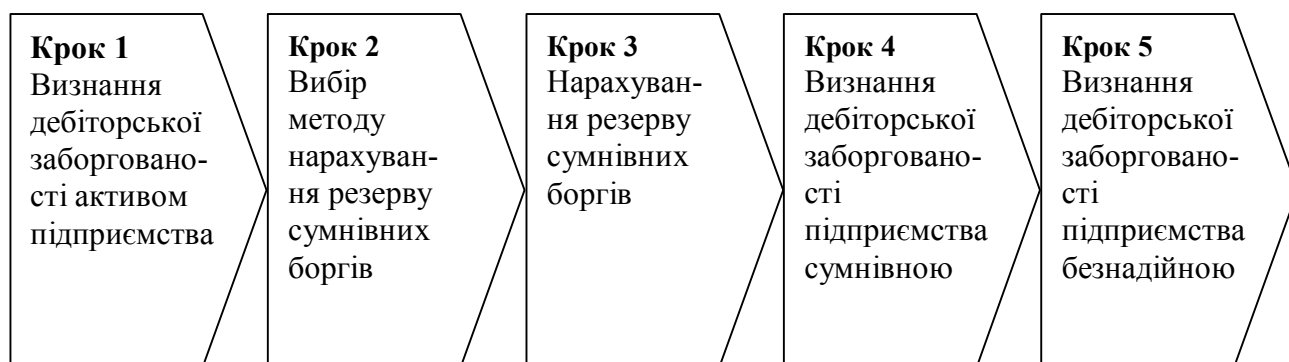 Крок 1
Визнання
дебіторської
заборговано-
сті активом
підприємства
Крок 2
Вибір
методу
нарахуван-
ня резерву
сумнівних
боргів
Крок 3
Нарахуван-
ня резерву
сумнівних
боргів
Крок 4
Визнання
дебіторської
заборговано-
сті
підприємства
сумнівною
Крок 5
Визнання
дебіторської
заборговано-
сті
підприємства
безнадійною